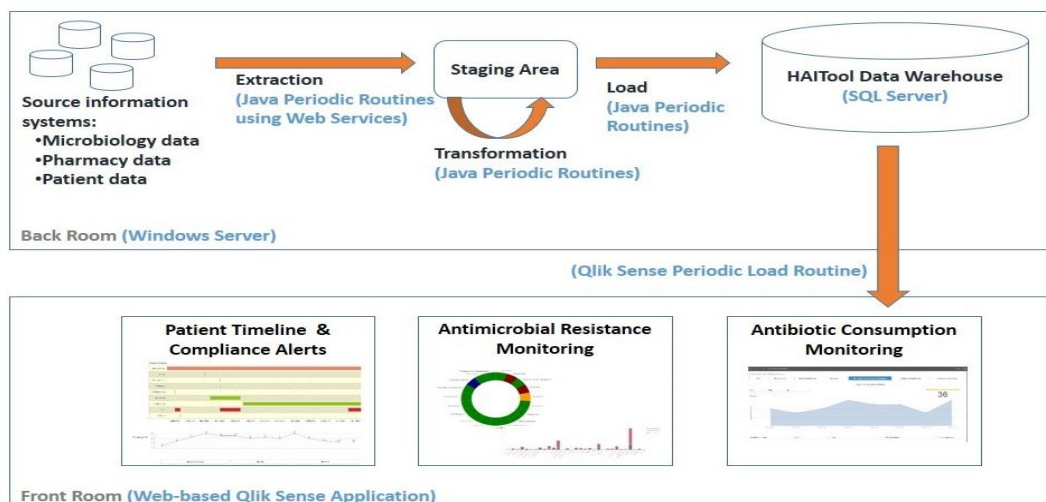 Source information
systems:
•Microbiology data
•Pharmacy data
•Patient data
Extraction
(Java Periodic Routines
using Web Services)
Staging Area
Transformation
(Java Periodic Routines)
Load
(Java Periodic
Routines)
HAITool Data Warehouse
(SQL Server)
Back Room (Windows Server)
(Qlik Sense Periodic Load Routine)
Patient Timeline &
Compliance Alerts
Antimicrobial Resistance
Monitoring
Antibiotic Consumption
Monitoring
36
Front Room (Web-based Qlik Sense Application)